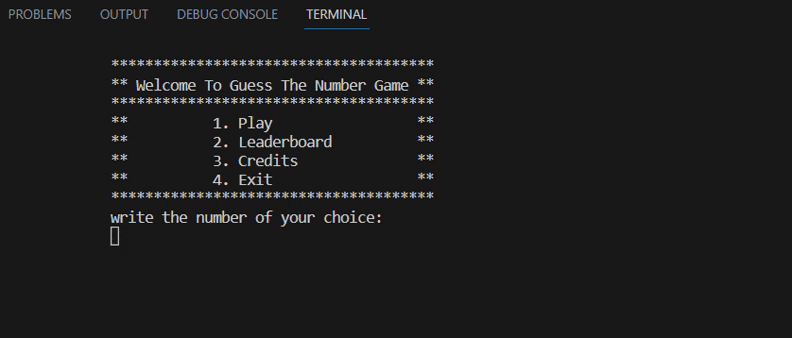 PROBLEMS OUTPUT DEBUG CONSOLE TERMINAL
**************************************
** Welcome To Guess The Number Game **
**************************************
**          1. Play                 **
**          2. Leaderboard          **
**          3. Credits              **
**          4. Exit                 **
**************************************
write the number of your choice: